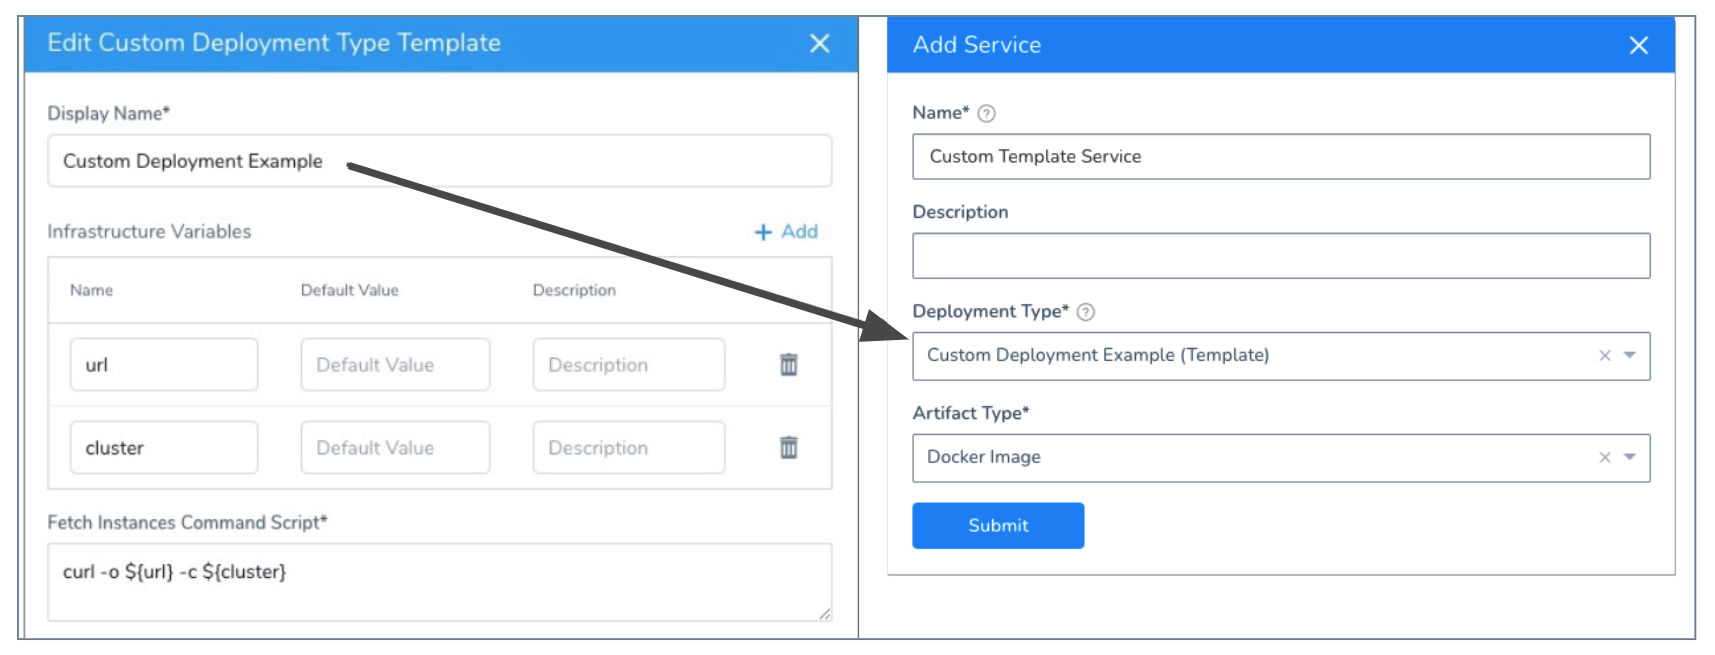 Edit Custom Deployment Type Template
Display Name*
Custom Deployment Example
Infrastructure Variables
Add
Name Default Value Description
url Default Value Description
cluster Default Value Description
Fetch Instances Command Script*
curl -o ${url} -c ${cluster}
Add Service
Name*
Custom Template Service
Description
Deployment Type*
Custom Deployment Example (Template)
Artifact Type*
Docker Image
Submit